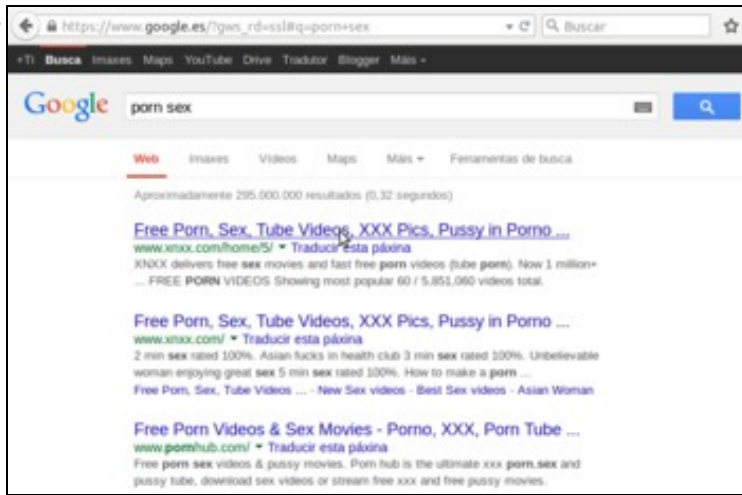 https://www.google.es/?gws_rd=ssl#q=porn+sex
Buscar
+Ti Busca Imaxes Maps YouTube Drive Tradutor Blogger Máis
Google porn sex
Web Imaxes Vídeos Maps Máis Ferramentas de busca
Aproximadamente 295.000.000 resultados (0,32 segundos)
Free Porn, Sex, Tube Videos, XXX Pics, Pussy in Porno ...
www.xnxx.com/home/5/ Traducir esta páxina
XNXX delivers free sex movies and fast free porn videos (tube porn). Now 1 million+
... FREE PORN VIDEOS Showing most popular 60 / 5,851,060 videos total.
Free Porn, Sex, Tube Videos, XXX Pics, Pussy in Porno ...
www.xnxx.com/ Traducir esta páxina
2 min sex rated 100%. Asian fucks in health club 3 min sex rated 100%. Unbelievable
woman enjoying great sex 5 min sex rated 100%. How to make a porn ...
Free Porn, Sex, Tube Videos ... - New Sex videos - Best Sex videos - Asian Woman
Free Porn Videos & Sex Movies - Porno, XXX, Porn Tube ...
www.pornhub.com/ Traducir esta páxina
Free porn sex videos & pussy movies. Porn hub is the ultimate xxx porn,sex and
pussy tube, download sex videos or stream free xxx and free pussy movies.